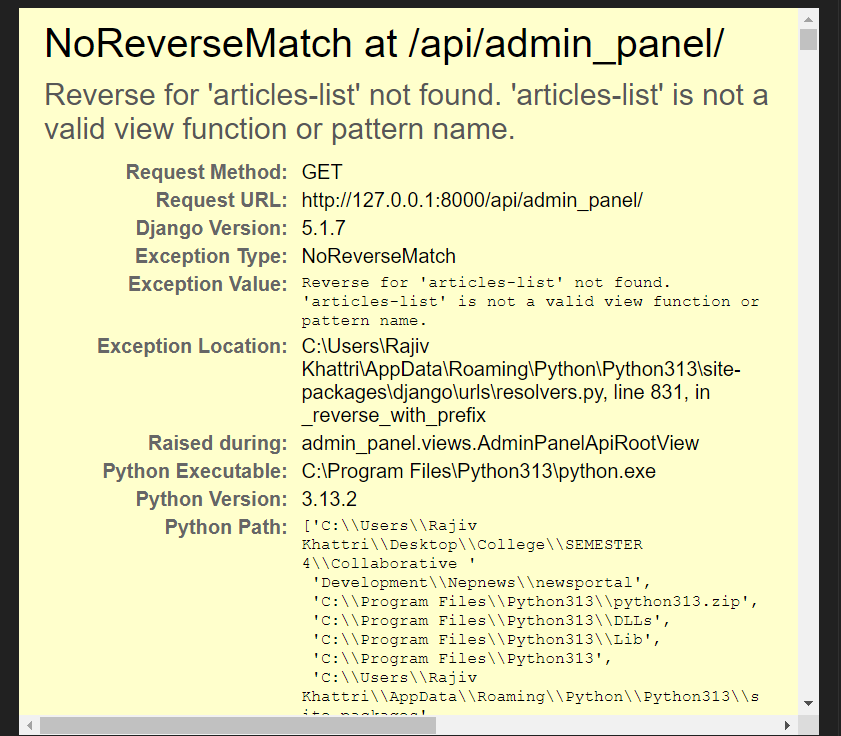 NoReverseMatch at /api/admin_panel/
Reverse for 'articles-list' not found. 'articles-list' is not a
valid view function or pattern name.
Request Method: GET
Request URL: http://127.0.0.1:8000/api/admin_panel/
Django Version: 5.1.7
Exception Type: NoReverseMatch
Exception Value: Reverse for 'articles-list' not found.
'articles-list' is not a valid view function or
pattern name.
Exception Location: C:\Users\Rajiv
Khattri\AppData\Roaming\Python\Python313\site-
packages\django\urls\resolvers.py, line 831, in
_reverse_with_prefix
Raised during: admin_panel.views.AdminPanelApiRootView
Python Executable: C:\Program Files\Python313\python.exe
Python Version: 3.13.2
Python Path: ['C:\\Users\\Rajiv
Khattri\\Desktop\\College\\SEMESTER
4\\Collaborative '
'Development\\Nepnews\\newsportal',
'C:\\Program Files\\Python313\\python313.zip',
'C:\\Program Files\\Python313\\DLLs',
'C:\\Program Files\\Python313\\Lib',
'C:\\Program Files\\Python313',
'C:\\Users\\Rajiv
Khattri\\AppData\\Roaming\\Python\\Python313\\s
ite-packages',